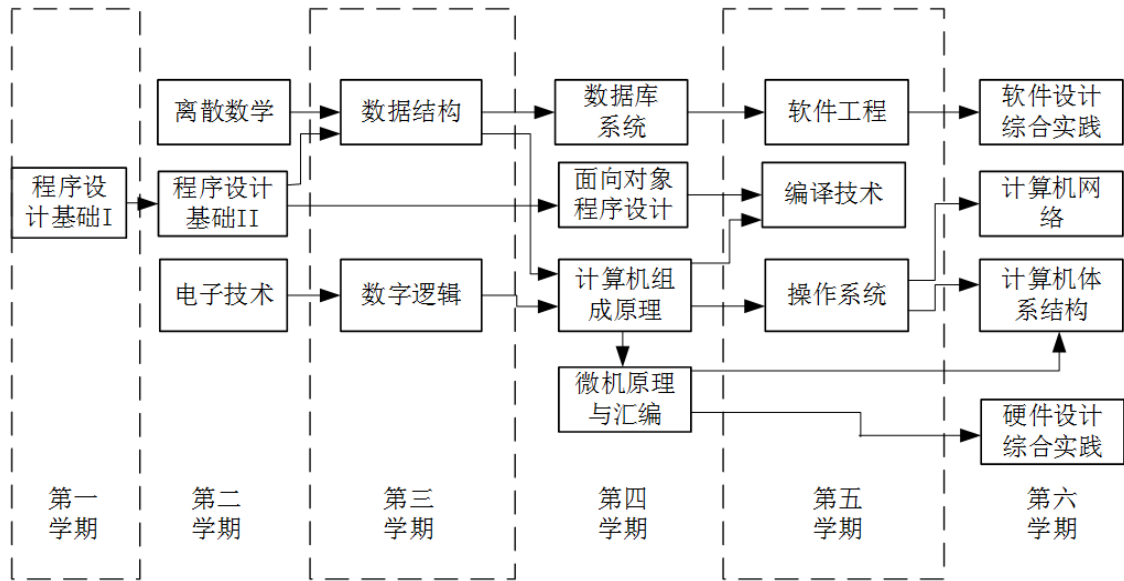 离散数学
数据结构
数据库
系统
软件工程
软件设计
综合实践
程序设
计基础I
程序设计
基础II
面向对象
程序设计
编译技术
计算机网
络
电子技术
数字逻辑
计算机组
成原理
操作系统
计算机体
系结构
微机原理
与汇编
硬件设计
综合实践
第一
学期
第二
学期
第三
学期
第四
学期
第五
学期
第六
学期